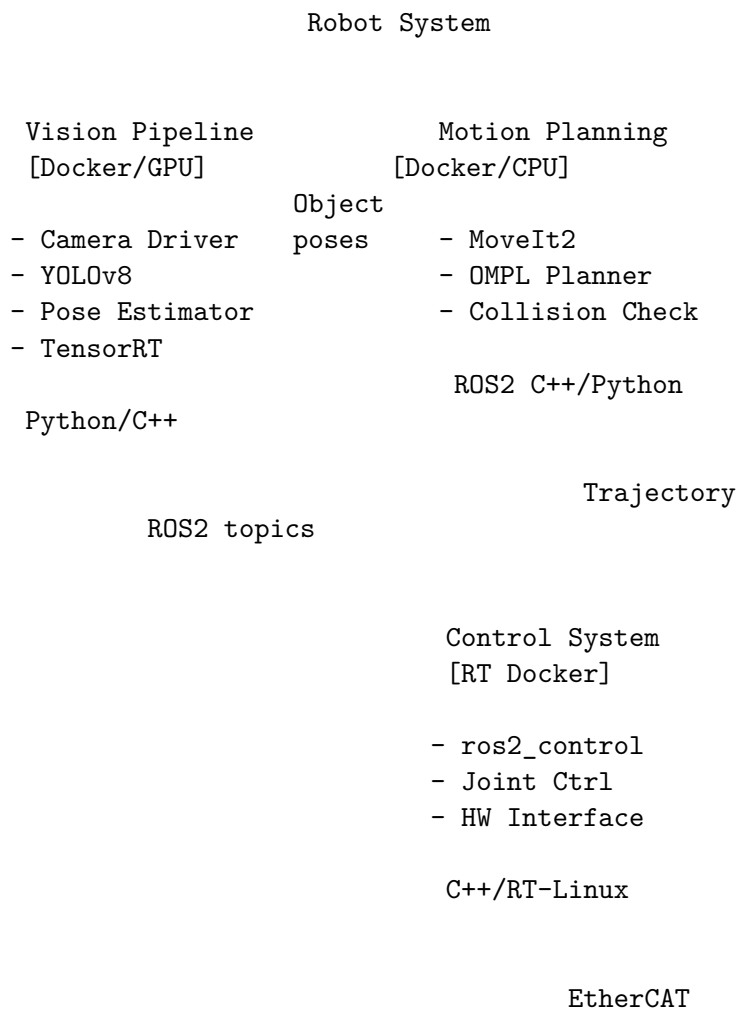 Robot System
Vision Pipeline
[Docker/GPU]
- Camera Driver
- YOLOv8
- Pose Estimator
- TensorRT
Python/C++
Object
poses
Motion Planning
[Docker/CPU]
- MoveIt2
- OMPL Planner
- Collision Check
ROS2 C++/Python
Trajectory
ROS2 topics
Control System
[RT Docker]
- ros2_control
- Joint Ctrl
- HW Interface
C++/RT-Linux
EtherCAT